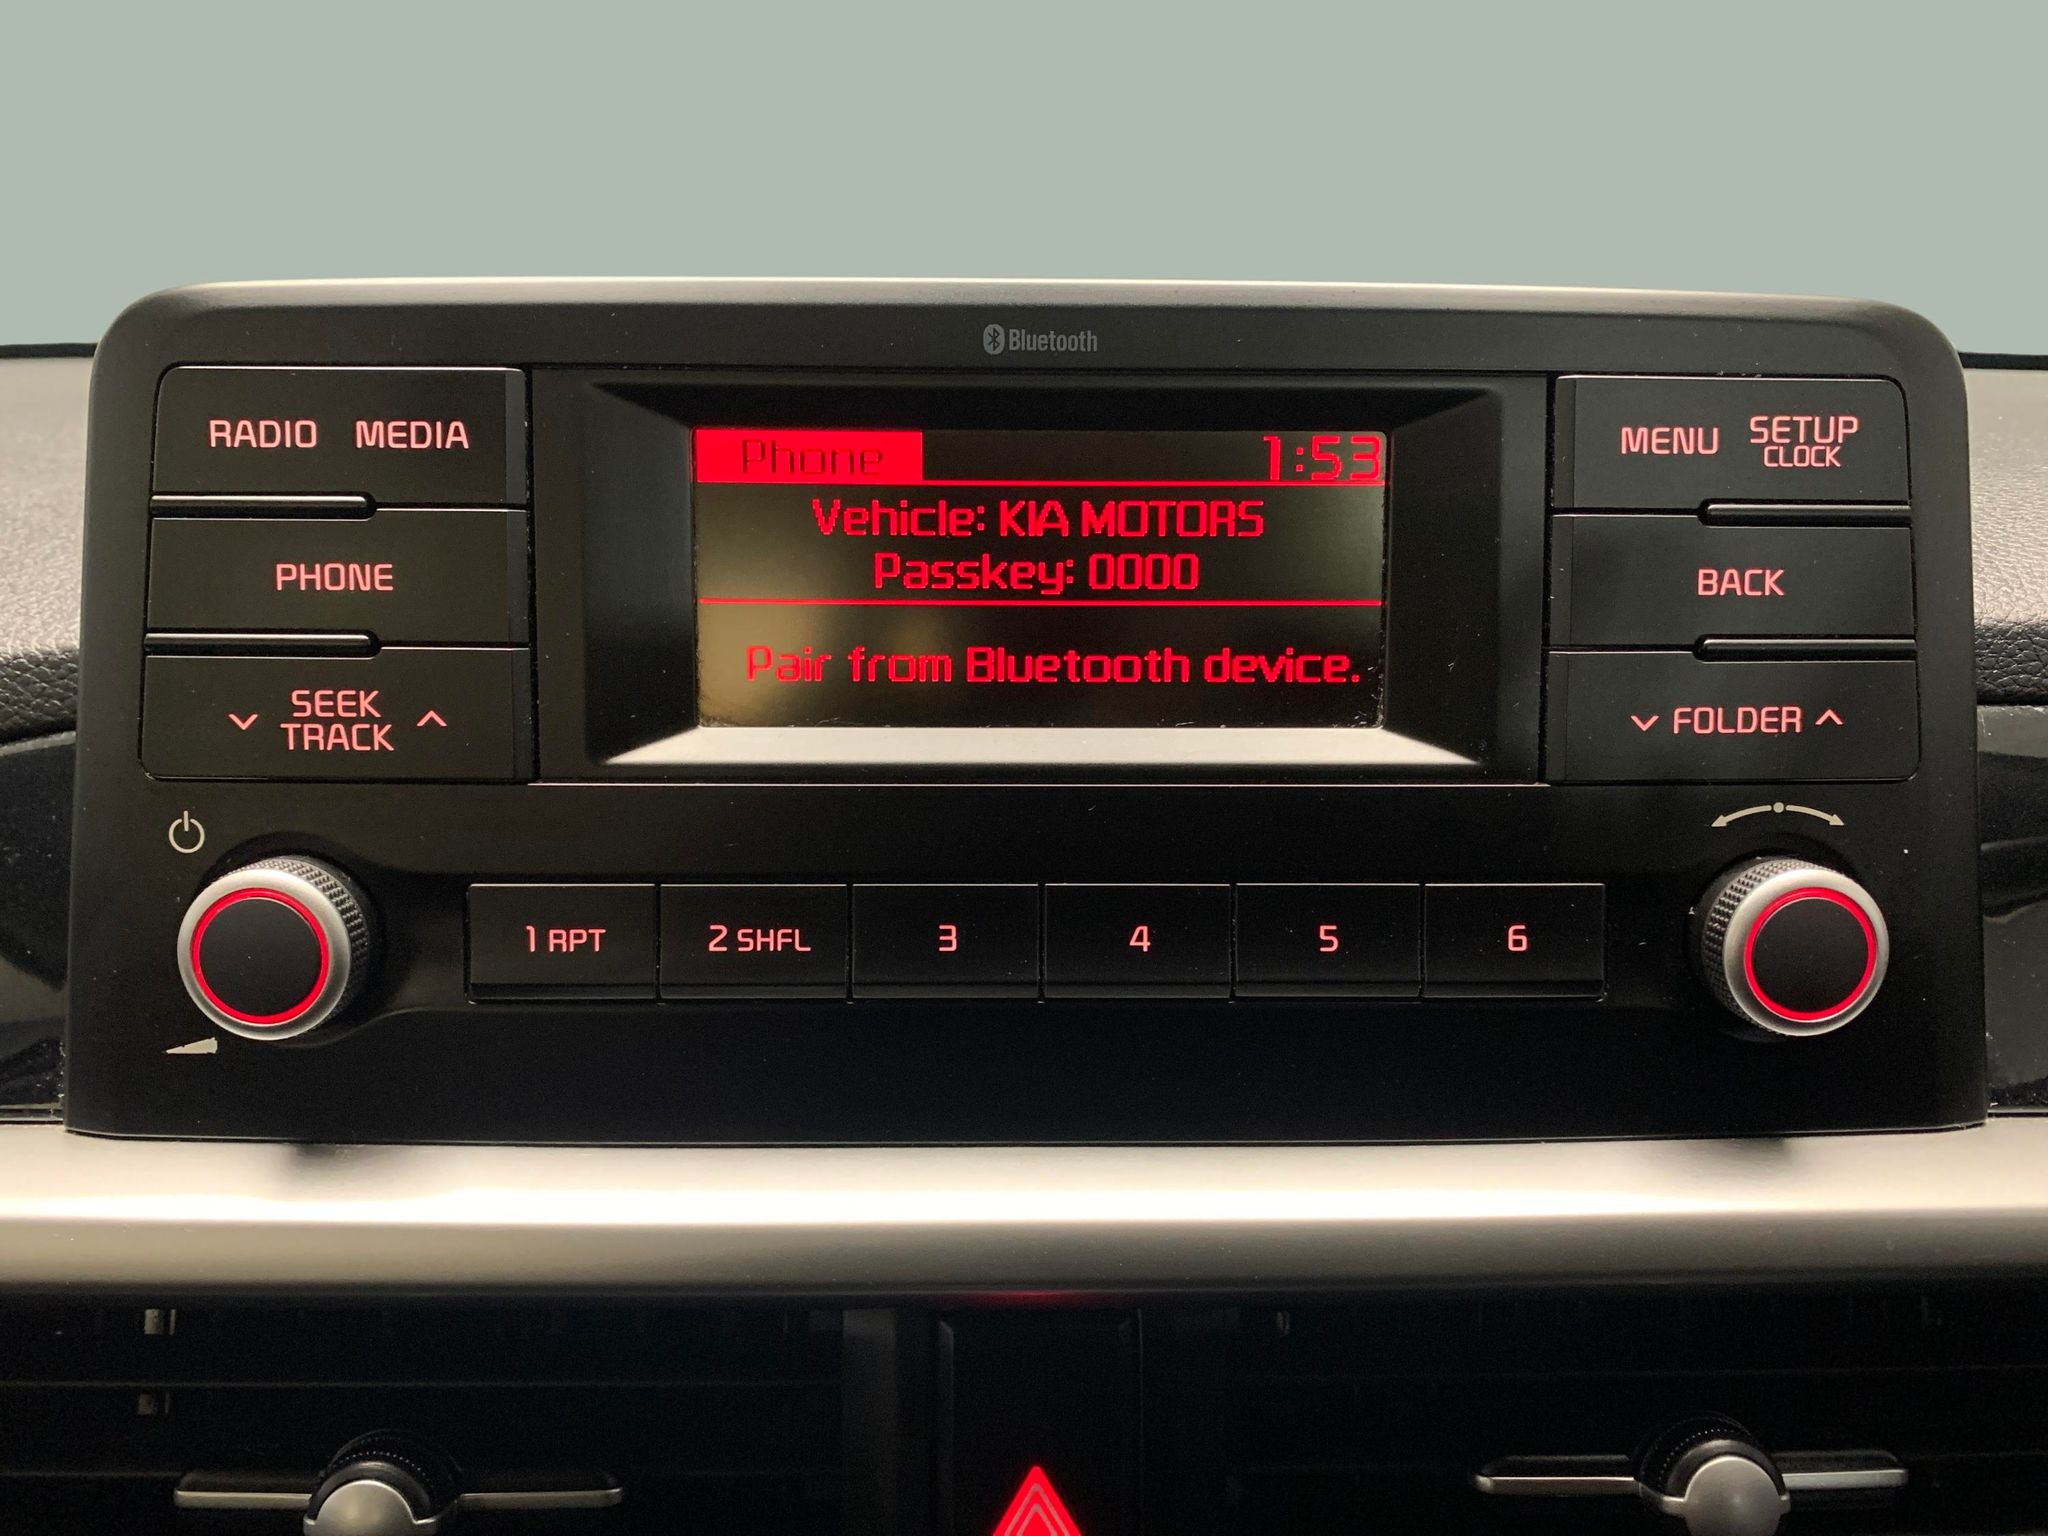 Bluetooth
RADIO MEDIA
PHONE
SEEK
TRACK
Phone 1:53
Vehicle: KIA MOTORS
Passkey: 0000
Pair from Bluetooth device.
MENU SETUP
CLOCK
BACK
FOLDER
1 RPT 2 SHFL 3 4 5 6